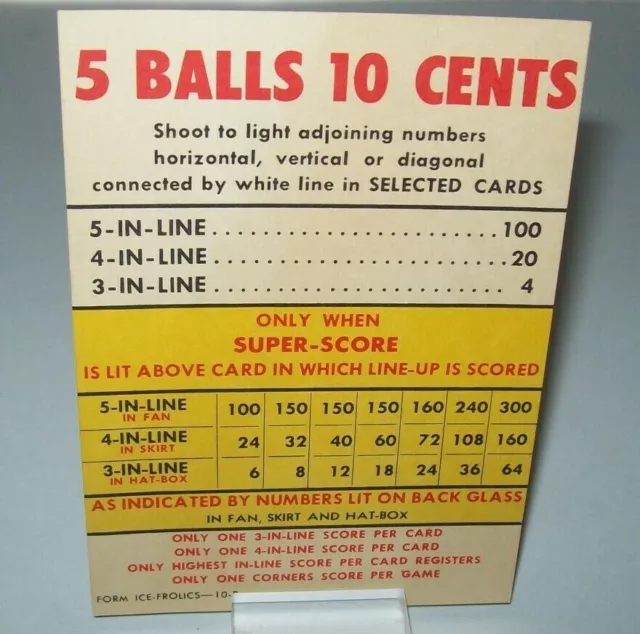 5 BALLS 10 CENTS
Shoot to light adjoining numbers
horizontal, vertical or diagonal
connected by white line in SELECTED CARDS
5-IN-LINE.......................100
4-IN-LINE........................20
3-IN-LINE........................ 4
ONLY WHEN
SUPER-SCORE
IS LIT ABOVE CARD IN WHICH LINE-UP IS SCORED
5-IN-LINE IN FAN 100 150 150 150 160 240 300
4-IN-LINE IN SKIRT 24 32 40 60 72 108 160
3-IN-LINE IN HAT-BOX 6 8 12 18 24 36 64
AS INDICATED BY NUMBERS LIT ON BACK GLASS
IN FAN, SKIRT AND HAT-BOX
ONLY ONE 3-IN-LINE SCORE PER CARD
ONLY ONE 4-IN-LINE SCORE PER CARD
ONLY HIGHEST IN-LINE SCORE PER CARD REGISTERS
ONLY ONE CORNERS SCORE PER GAME
FORM ICE-FROLICS—10-